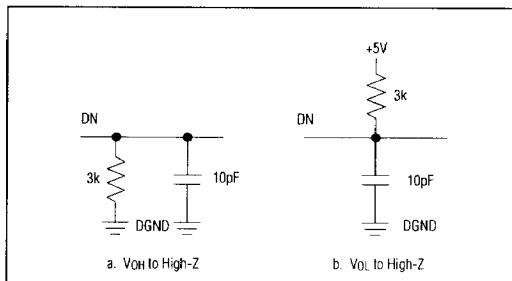 +5V
3k
DN
DN
3k
10pF
10pF
DGND
DGND
a. VOH to High-Z
b. VOL to High-Z